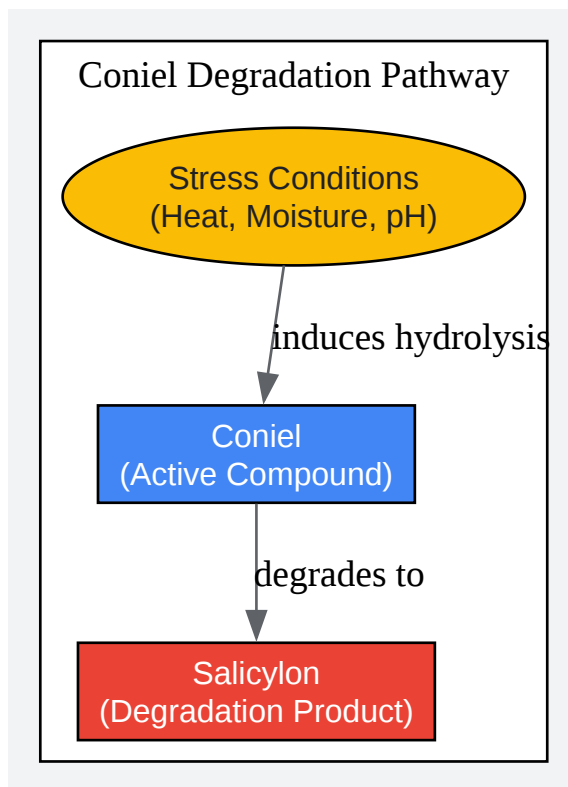 Coniel Degradation Pathway
Stress Conditions
(Heat, Moisture, pH)
induces hydrolysis
Coniel
(Active Compound)
degrades to
Salicylon
(Degradation Product)